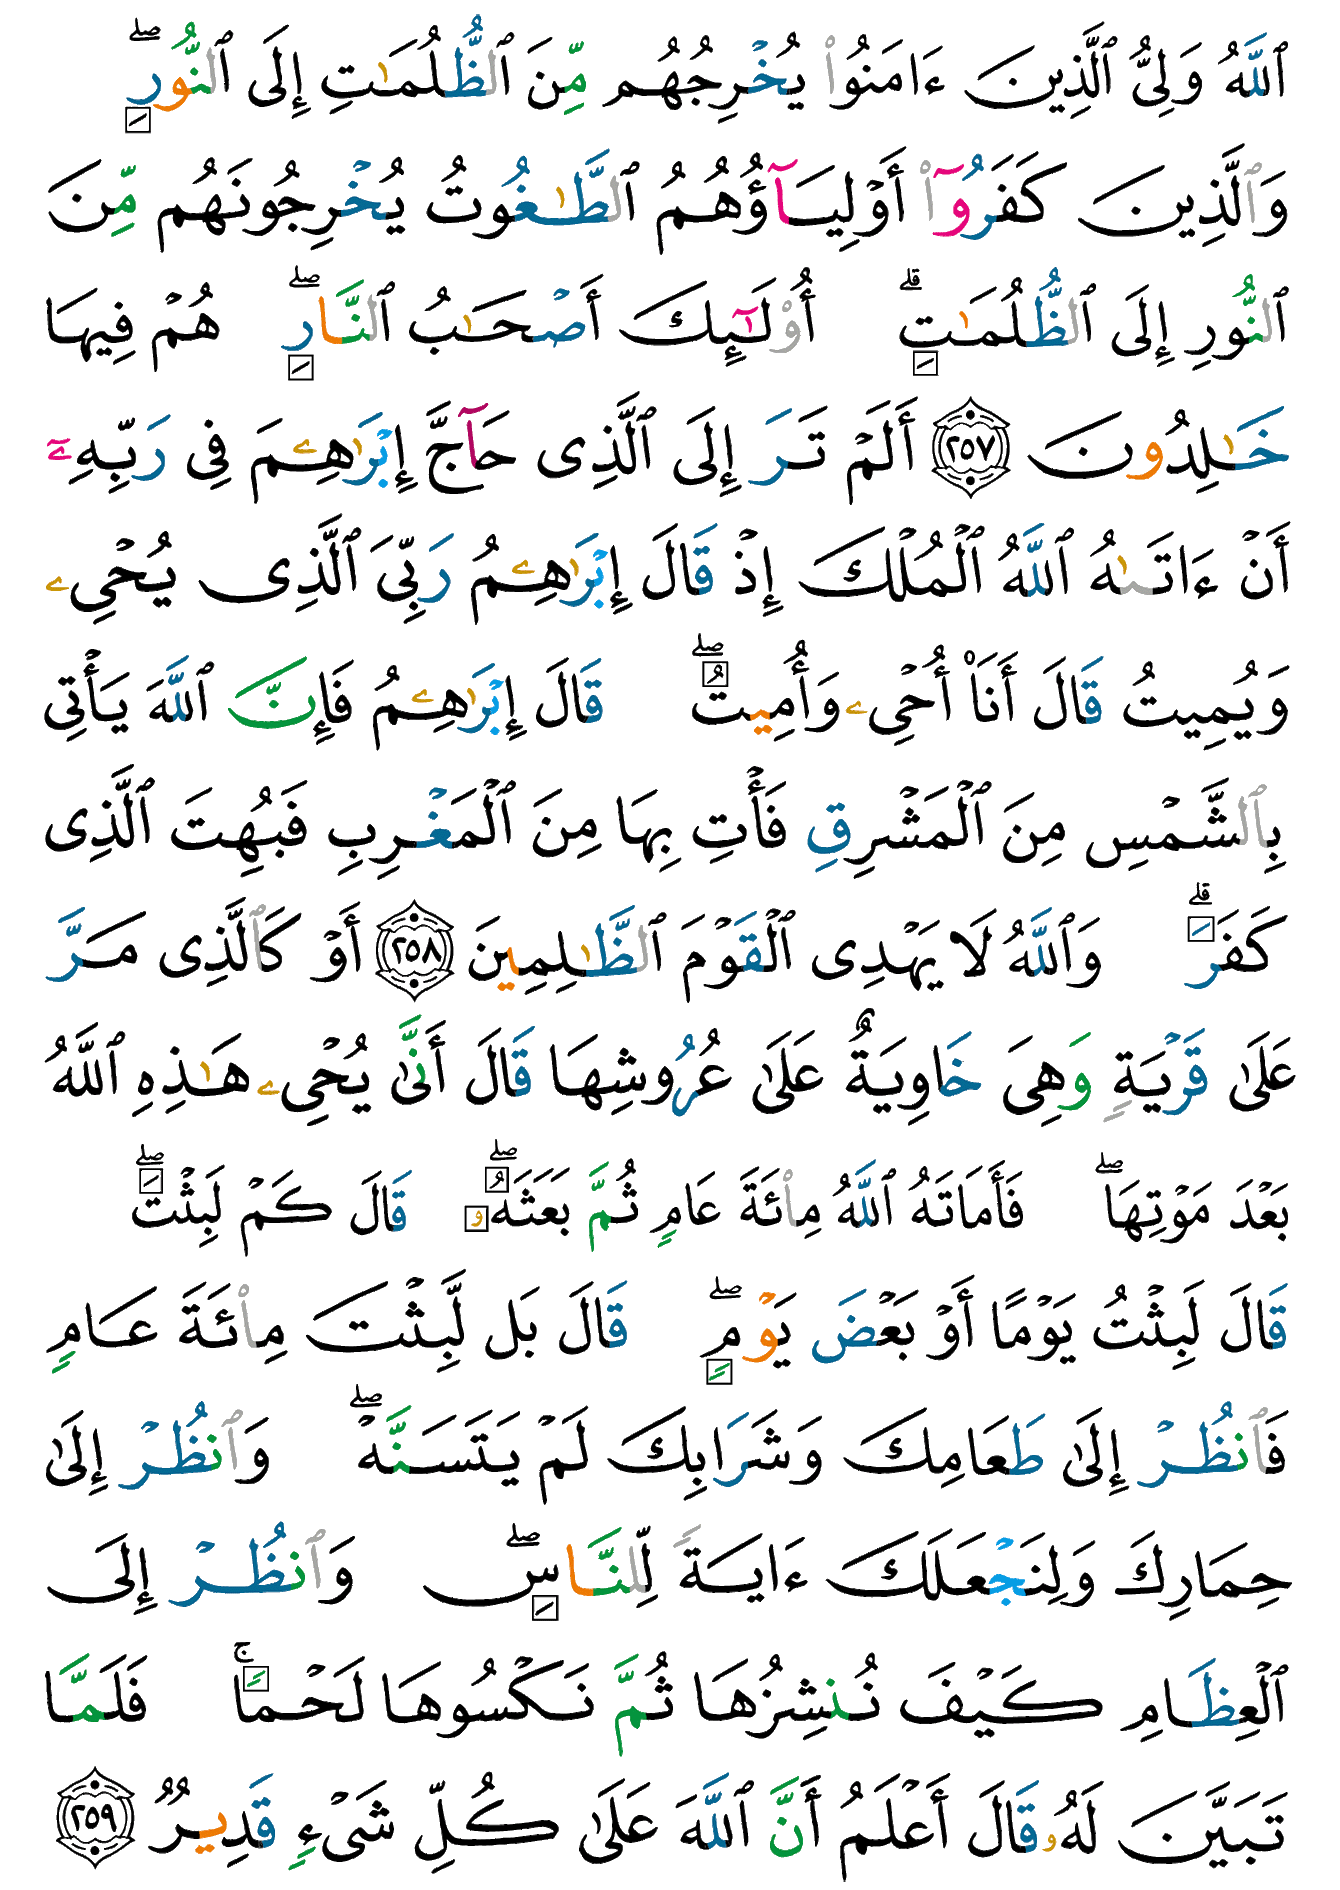 ٱللَّهُ وَلِىُّ ٱلَّذِينَ ءَامَنُوا۟ يُخْرِجُهُم مِّنَ ٱلظُّلُمَـٰتِ إِلَى ٱلنُّورِ ۖ
وَٱلَّذِينَ كَفَرُوٓا۟ أَوْلِيَآؤُهُمُ ٱلطَّـٰغُوتُ يُخْرِجُونَهُم مِّنَ
ٱلنُّورِ إِلَى ٱلظُّلُمَـٰتِ ۗ أُو۟لَـٰٓئِكَ أَصْحَـٰبُ ٱلنَّارِ ۖ هُمْ فِيهَا
خَـٰلِدُونَ ٢٥٧ أَلَمْ تَرَ إِلَى ٱلَّذِى حَآجَّ إِبْرَٰهِـۧمَ فِى رَبِّهِۦٓ
أَنْ ءَاتَىٰهُ ٱللَّهُ ٱلْمُلْكَ إِذْ قَالَ إِبْرَٰهِـۧمُ رَبِّىَ ٱلَّذِى يُحْىِۦ
وَيُمِيتُ قَالَ أَنَا۠ أُحْىِۦ وَأُمِيتُ ۖ قَالَ إِبْرَٰهِـۧمُ فَإِنَّ ٱللَّهَ يَأْتِى
بِٱلشَّمْسِ مِنَ ٱلْمَشْرِقِ فَأْتِ بِهَا مِنَ ٱلْمَغْرِبِ فَبُهِتَ ٱلَّذِى
كَفَرَ ۗ وَٱللَّهُ لَا يَهْدِى ٱلْقَوْمَ ٱلظَّـٰلِمِينَ ٢٥٨ أَوْ كَٱلَّذِى مَرَّ
عَلَىٰ قَرْيَةٍ وَهِىَ خَاوِيَةٌ عَلَىٰ عُرُوشِهَا قَالَ أَنَّىٰ يُحْىِۦ هَـٰذِهِ ٱللَّهُ
بَعْدَ مَوْتِهَا ۖ فَأَمَاتَهُ ٱللَّهُ مِا۟ئَةَ عَامٍ ثُمَّ بَعَثَهُۥ ۖ قَالَ كَمْ لَبِثْتَ ۖ
قَالَ لَبِثْتُ يَوْمًا أَوْ بَعْضَ يَوْمٍ ۖ قَالَ بَل لَّبِثْتَ مِا۟ئَةَ عَامٍ
فَٱنظُرْ إِلَىٰ طَعَامِكَ وَشَرَابِكَ لَمْ يَتَسَنَّهْ ۖ وَٱنظُرْ إِلَىٰ
حِمَارِكَ وَلِنَجْعَلَكَ ءَايَةً لِّلنَّاسِ ۖ وَٱنظُرْ إِلَى
ٱلْعِظَامِ كَيْفَ نُنشِزُهَا ثُمَّ نَكْسُوهَا لَحْمًا ۚ فَلَمَّا
تَبَيَّنَ لَهُۥ قَالَ أَعْلَمُ أَنَّ ٱللَّهَ عَلَىٰ كُلِّ شَىْءٍ قَدِيرٌ ٢٥٩